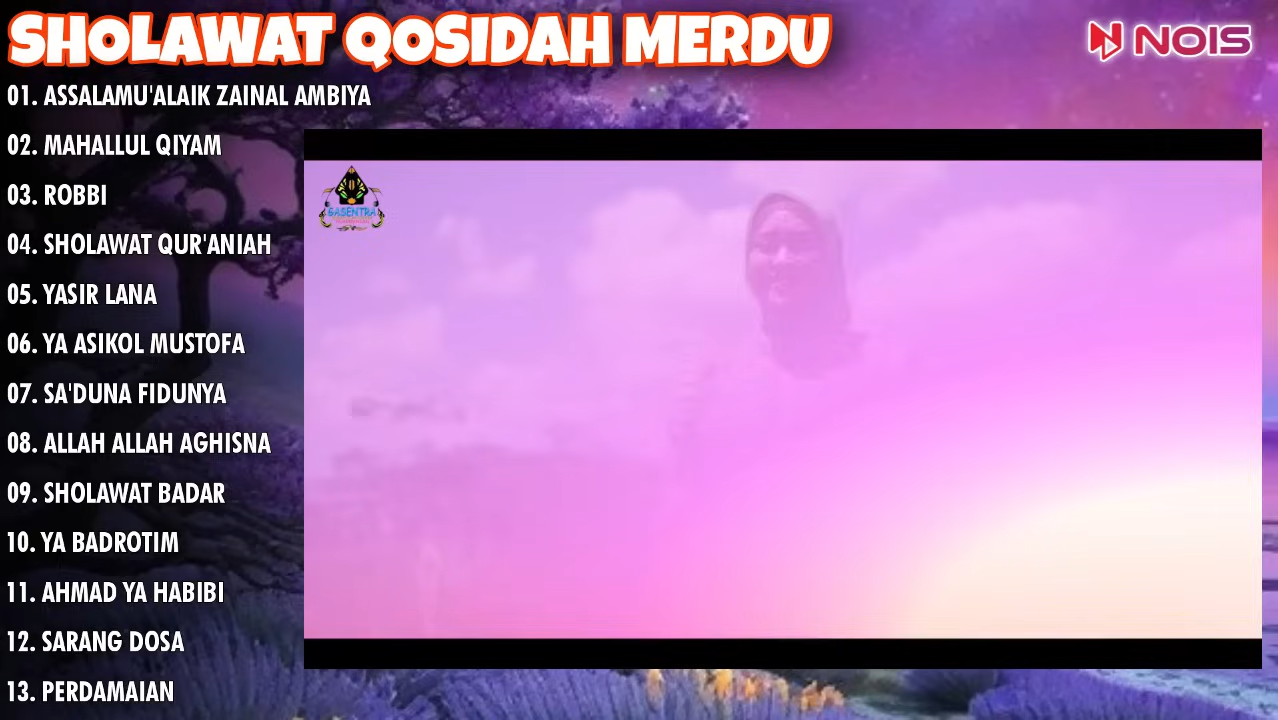 SHOLAWAT QOSIDAH MERDU
NOIS
01. ASSALAMU'ALAIK ZAINAL AMBIYA
02. MAHALLUL QIYAM
03. ROBBI
04. SHOLAWAT QUR'ANIAH
05. YASIR LANA
06. YA ASIKOL MUSTOFA
07. SA'DUNA FIDUNYA
08. ALLAH ALLAH AGHISNA
09. SHOLAWAT BADAR
10. YA BADROTIM
11. AHMAD YA HABIBI
12. SARANG DOSA
13. PERDAMAIAN
SASENTRA